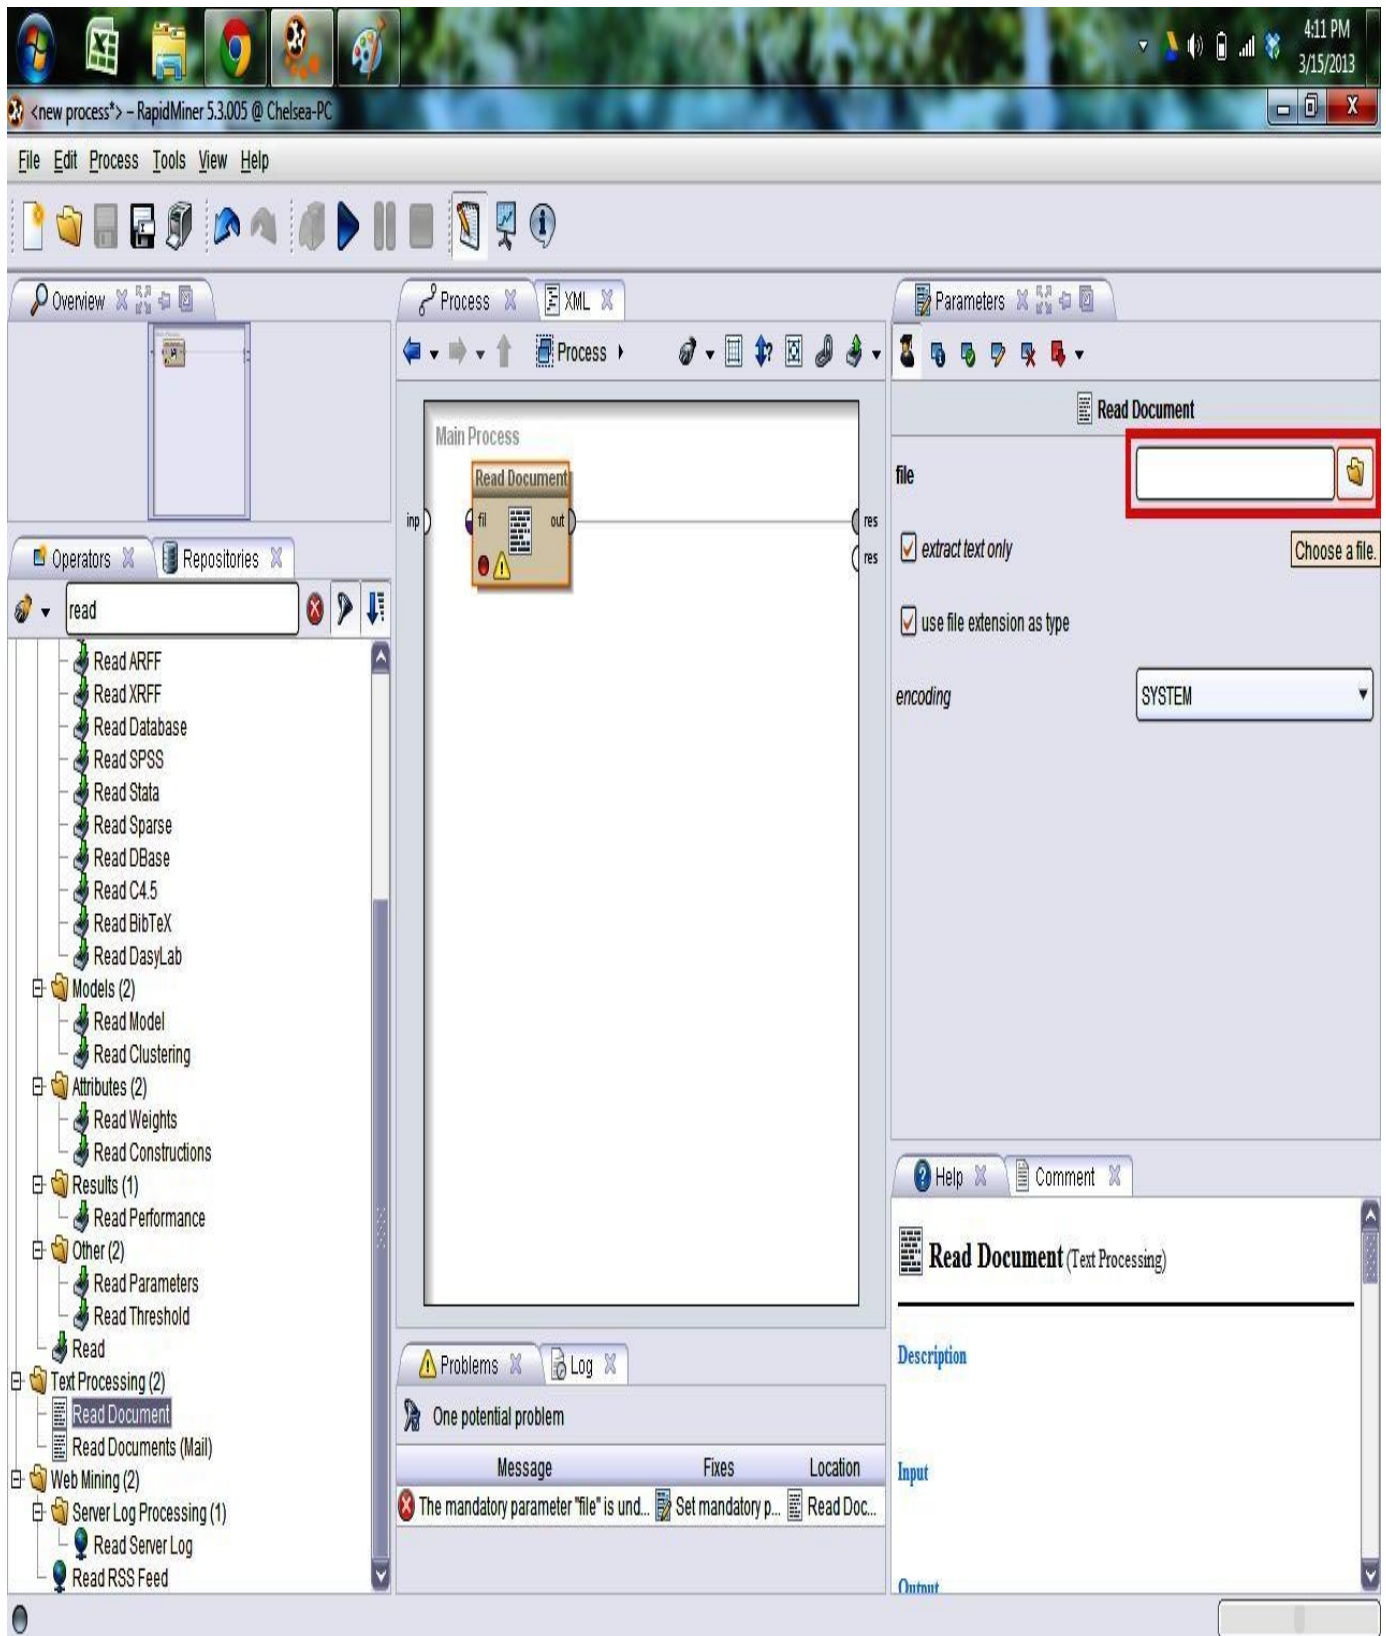 4:11 PM
3/15/2013
<new process*> – RapidMiner 5.3.005 @ Chelsea-PC
File Edit Process Tools View Help
Overview
Operators Repositories
read
Read ARFF
Read XRFF
Read Database
Read SPSS
Read Stata
Read Sparse
Read DBase
Read C4.5
Read BibTeX
Read DasyLab
Models (2)
Read Model
Read Clustering
Attributes (2)
Read Weights
Read Constructions
Results (1)
Read Performance
Other (2)
Read Parameters
Read Threshold
Read
Text Processing (2)
Read Document
Read Documents (Mail)
Web Mining (2)
Server Log Processing (1)
Read Server Log
Read RSS Feed
Process XML
Process
Main Process
Read Document
inp fil out res
res
Problems Log
One potential problem
Message Fixes Location
The mandatory parameter "file" is und... Set mandatory p... Read Doc...
Parameters
Read Document
file
extract text only
Choose a file.
use file extension as type
encoding SYSTEM
Help Comment
Read Document (Text Processing)
Description
Input
Output